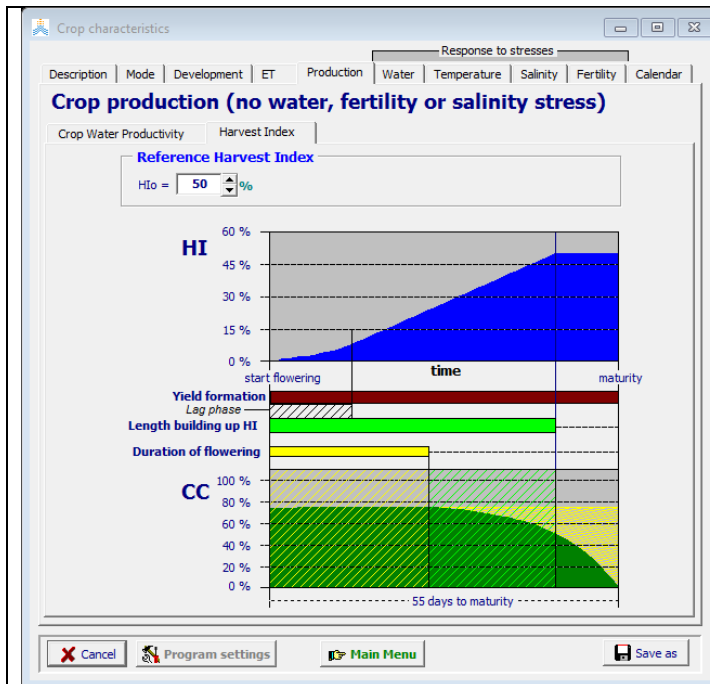 Crop characteristics
Response to stresses
Description Mode Development ET Production Water Temperature Salinity Fertility Calendar
Crop production (no water, fertility or salinity stress)
Crop Water Productivity Harvest Index
Reference Harvest Index
HIo = 50 %
HI
60 %
45 %
30 %
15 %
0 %
start flowering time maturity
Yield formation
Lag phase
Length building up HI
Duration of flowering
CC
100 %
80 %
60 %
40 %
20 %
0 %
55 days to maturity
Cancel Program settings Main Menu Save as